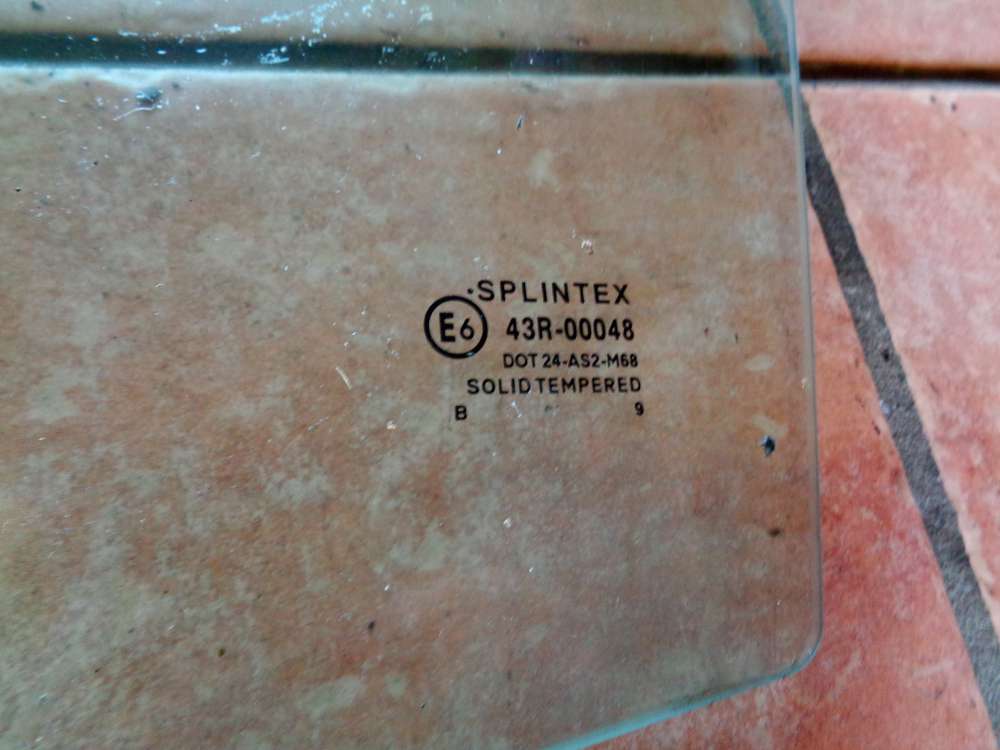 ·SPLINTEX
E6 43R-00048
DOT 24-AS2-M68
SOLID TEMPERED
B 9